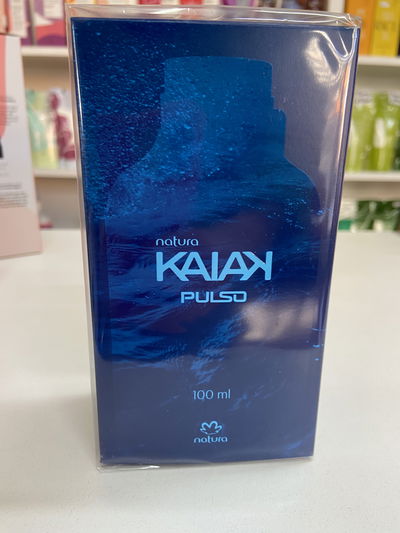 natura
KAIAK
PULSO
100 ml
natura